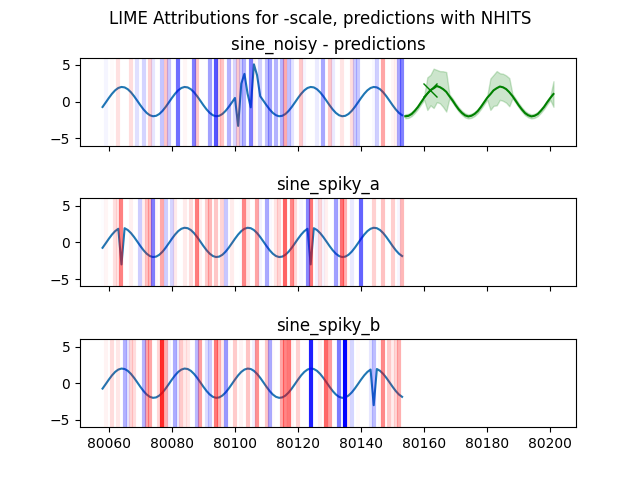 LIME Attributions for -scale, predictions with NHITS
sine_noisy - predictions
5
0
−5
sine_spiky_a
5
0
−5
sine_spiky_b
5
0
−5
80060 80080 80100 80120 80140 80160 80180 80200